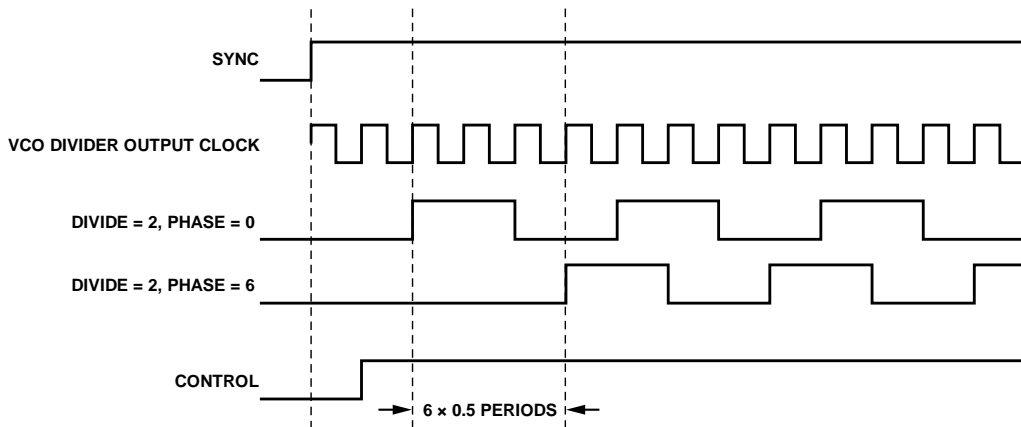 SYNC
VCO DIVIDER OUTPUT CLOCK
DIVIDE = 2, PHASE = 0
DIVIDE = 2, PHASE = 6
CONTROL
6 × 0.5 PERIODS